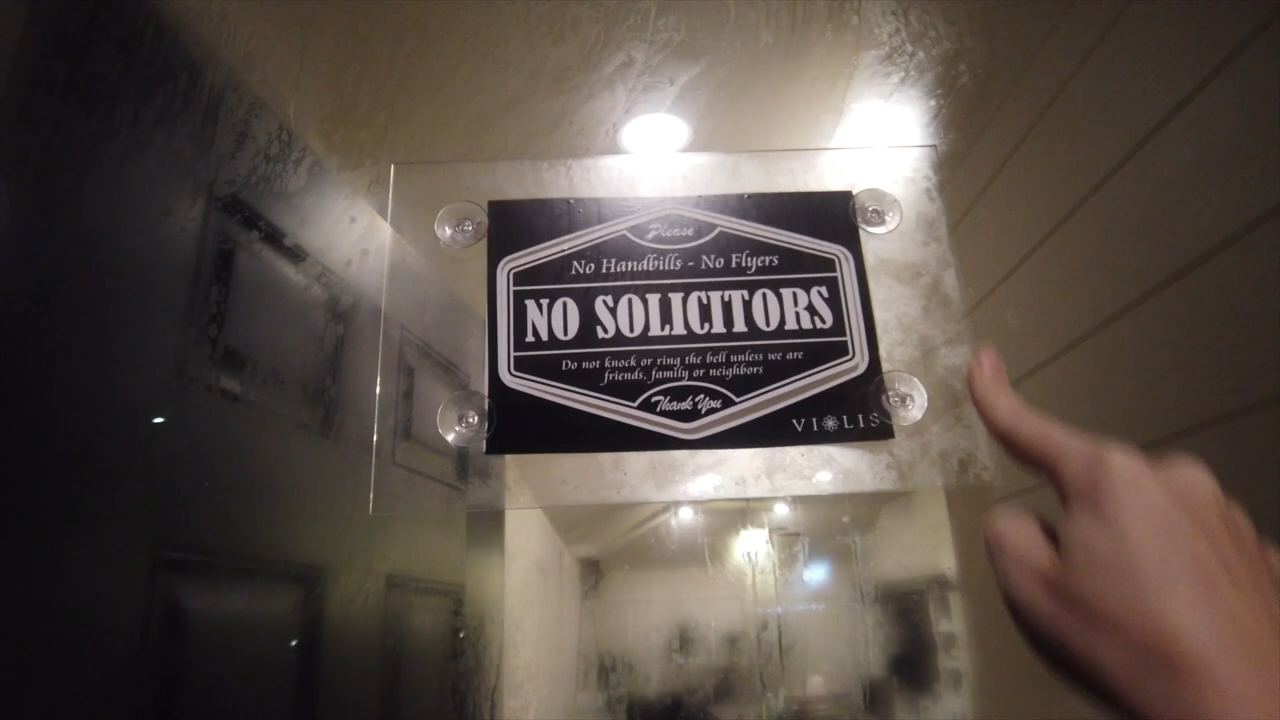 Please
No Handbills - No Flyers
NO SOLICITORS
Do not knock or ring the bell unless we are
friends, family or neighbors
Thank You
VIOLIS